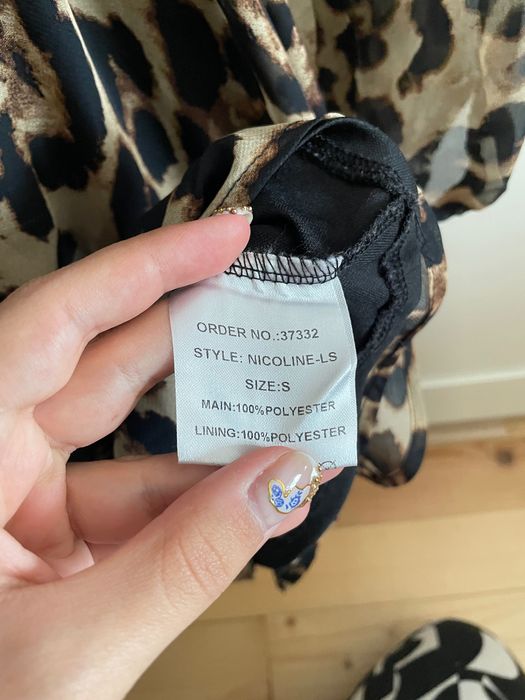 ORDER NO.:37332
STYLE: NICOLINE-LS
SIZE:S
MAIN:100%POLYESTER
LINING:100%POLYESTER